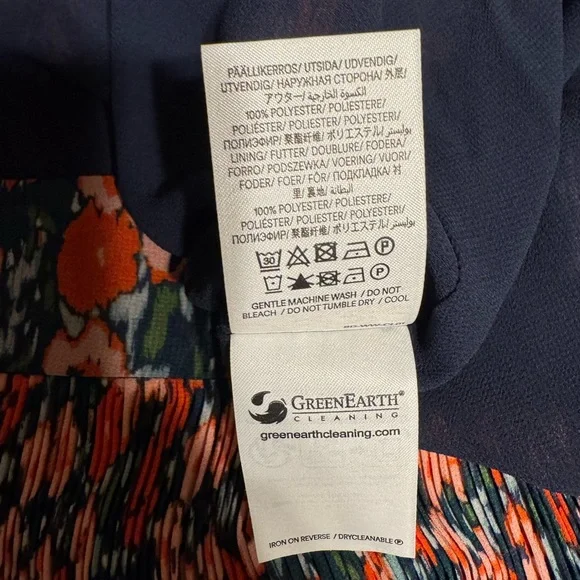 PÄÄLLIKERROS/ UTSIDA/ UDVENDIG/
UTVENDIG/ НАРУЖНАЯ СТОРОНА/ 外层/
アウター/ الكسوة الخارجية/
100% POLYESTER/ POLIESTERE/
POLIÉSTER/ POLIESTER/ POLYESTERI/
ПОЛИЭФИР/ 聚酯纤维/ ポリエステル/ بوليستر/
LINING/ FUTTER/ DOUBLURE/ FODERA/
FORRO/ PODSZEWKA/ VOERING/ VUORI/
FODER/ FOER/ FÔR/ ПОДКЛАДКА/ 衬
里/ 裏地/ البطانة/
100% POLYESTER/ POLIESTERE/
POLIÉSTER/ POLIESTER/ POLYESTERI/
ПОЛИЭФИР/ 聚酯纤维/ ポリエステル/ بوليستر/
30 P
P
GENTLE MACHINE WASH / DO NOT
BLEACH / DO NOT TUMBLE DRY / COOL
GREENEARTH®
CLEANING
greenearthcleaning.com
IRON ON REVERSE / DRYCLEANABLE Ⓟ